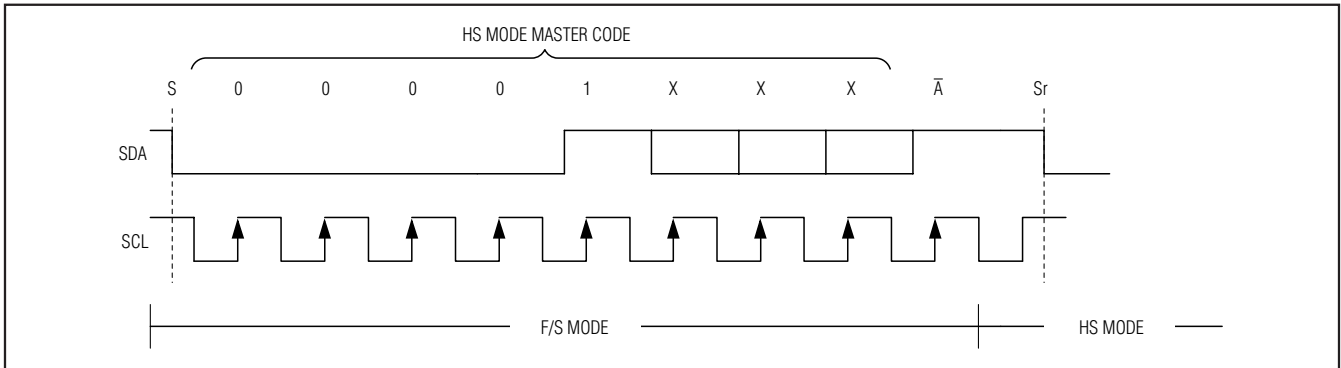 HS MODE MASTER CODE
S 0 0 0 0 1 X X X A̅ Sr
SDA
SCL
F/S MODE HS MODE